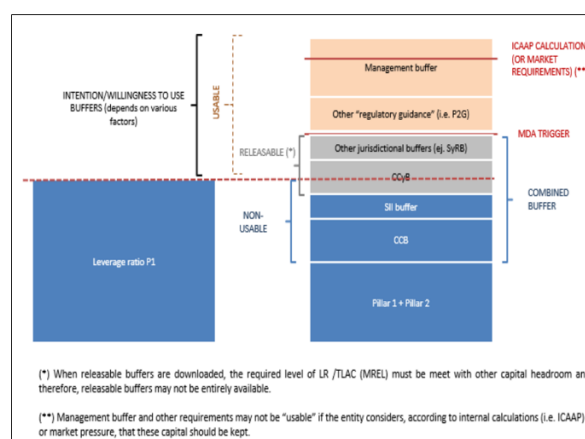 ICAAP CALCULATION
(OR MARKET
REQUIREMENTS) (**
Management buffer
INTENTION/WILLINGNESS TO USE
BUFFERS (depends on various
factors)
USABLE
Other "regulatory guidance" (i.e. P2G)
MDA TRIGGER
RELEASABLE (*)
Other jurisdictional buffers (ej. SyRB)
CCyB
NON-
USABLE
SII buffer
COMBINED
BUFFER
CCB
Leverage ratio P1
Pillar 1 + Pillar 2
(*) When releasable buffers are downloaded, the required level of LR /TLAC (MREL) must be meet with other capital headroom an
therefore, releasable buffers may not be entirely available.
(**) Management buffer and other requirements may not be "usable" if the entity considers, according to internal calculations (i.e. ICAAP)
or market pressure, that these capital should be kept.